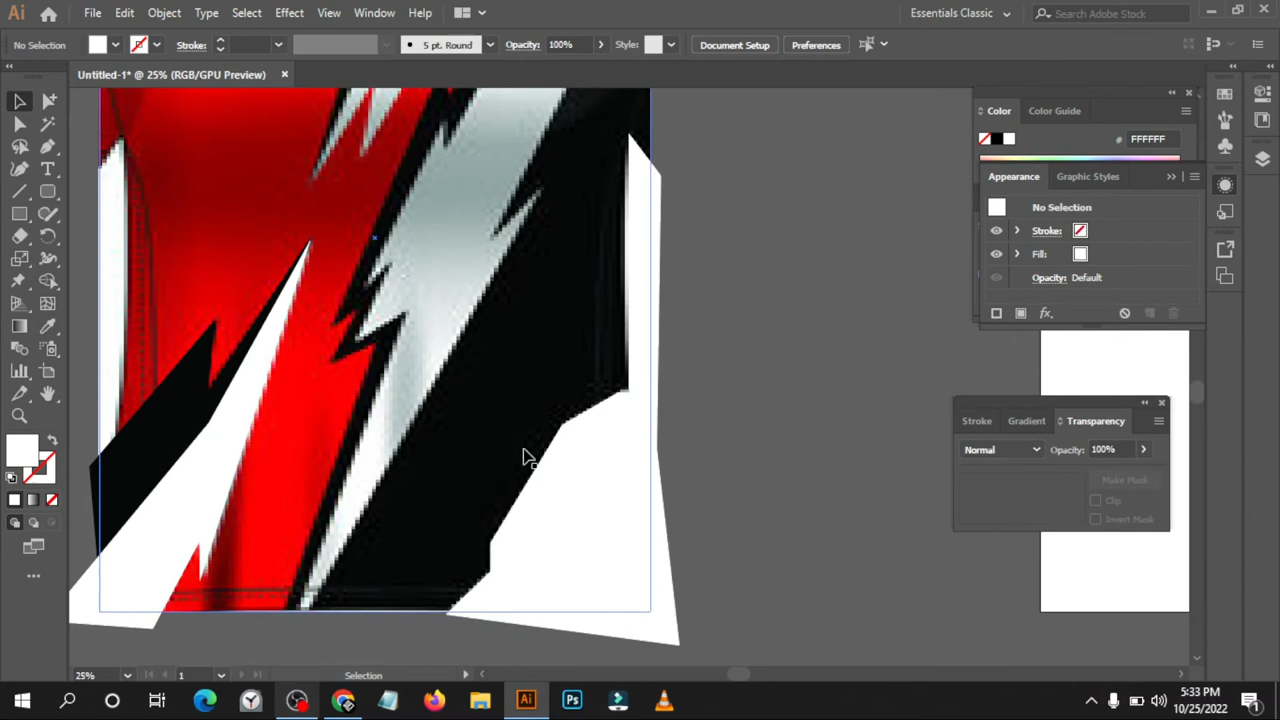 Ai File Edit Object Type Select Effect View Window Help Essentials Classic Search Adobe Stock
No Selection Stroke: 5 pt. Round Opacity: 100% Style: Document Setup Preferences
Untitled-1* @ 25% (RGB/GPU Preview)
Color Color Guide
# FFFFFF
Appearance Graphic Styles
No Selection
Stroke:
Fill:
Opacity: Default
fx.
Stroke Gradient Transparency
Normal Opacity: 100%
Make Mask
Clip
Invert Mask
25% 1 Selection
Ai Ps 5:33 PM
10/25/2022